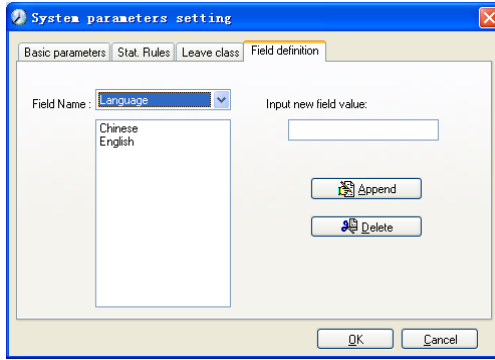 System parameters setting
Basic parameters Stat. Rules Leave class Field definition
Field Name : Language
Input new field value:
Chinese
English
Append
Delete
OK Cancel